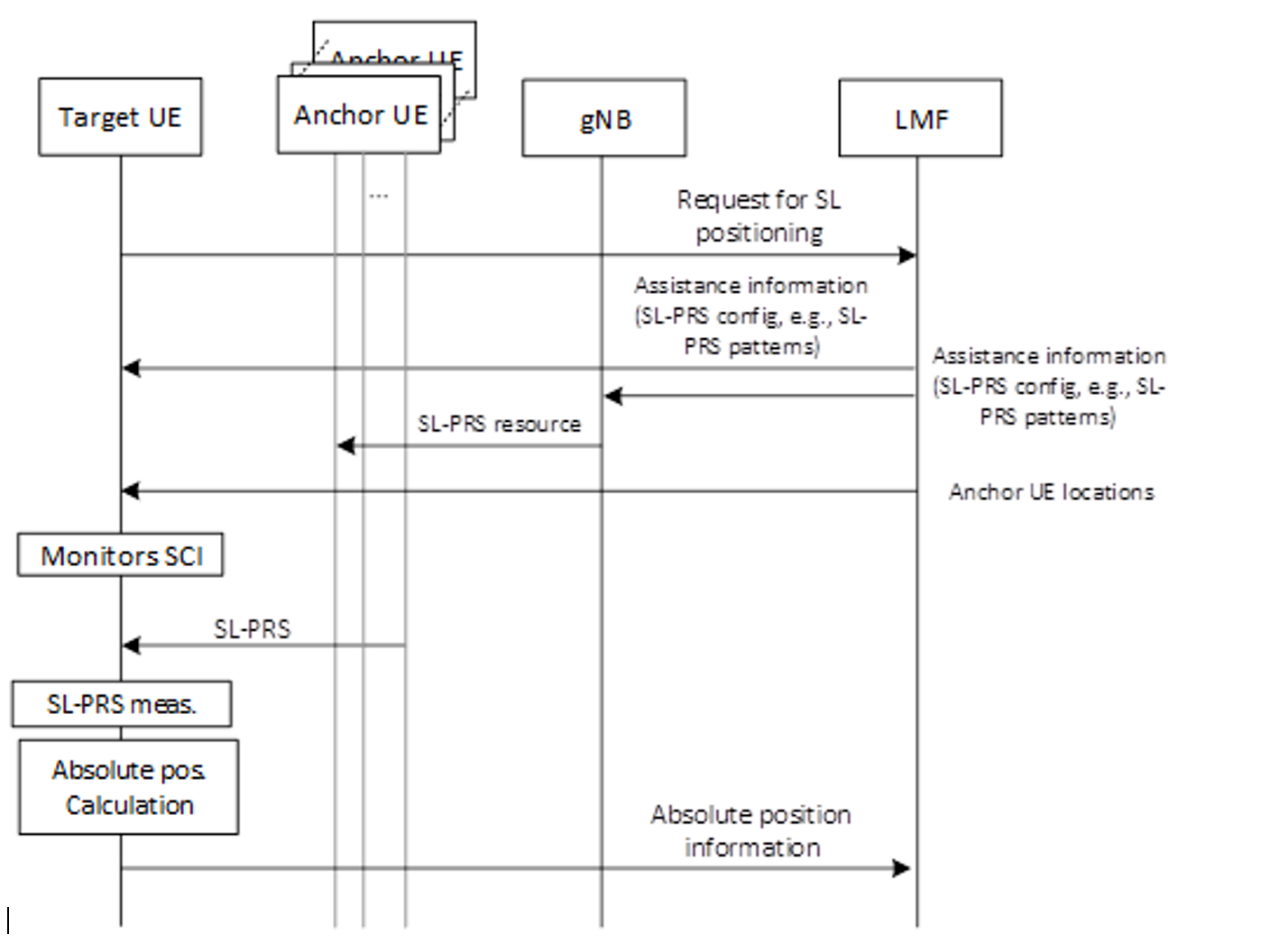 Anchor UE
Target UE
Anchor UE
gNB
LMF
...
Request for SL
positioning
Assistance information
(SL-PRS config, e.g., SL-
PRS patterns)
Assistance information
(SL-PRS config, e.g., SL-
PRS patterns)
SL-PRS resource
Anchor UE locations
Monitors SCI
SL-PRS
SL-PRS meas.
Absolute pos.
Calculation
Absolute position
information